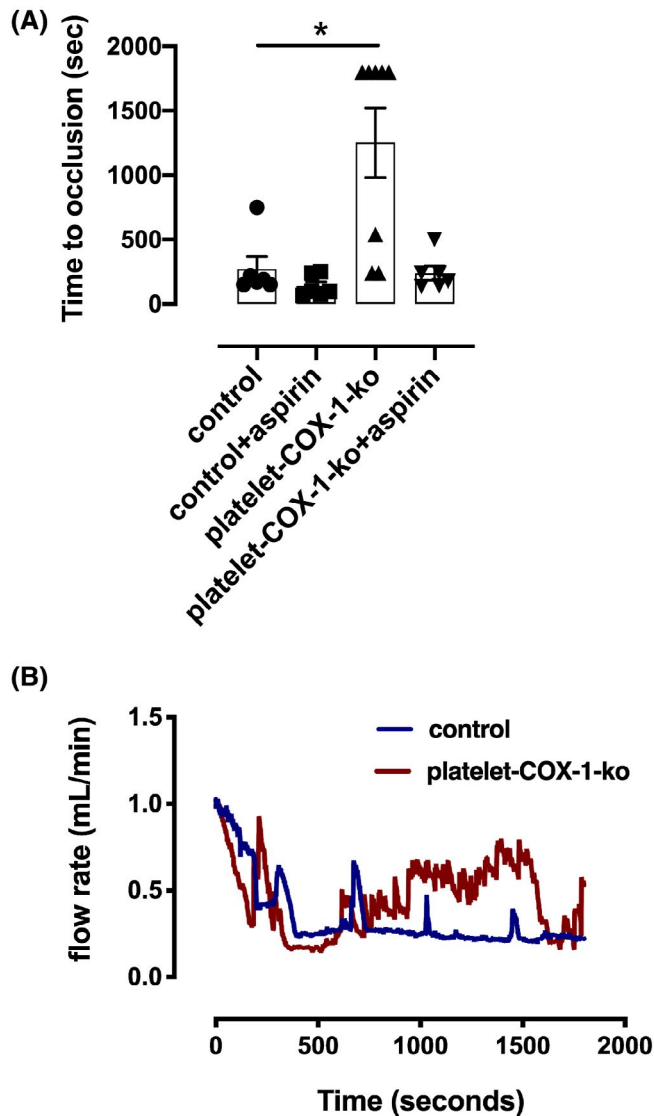 (A)
*
Time to occlusion (sec)
2000
1500
1000
500
0
control
control+aspirin
platelet-COX-1-ko
platelet-COX-1-ko+aspirin
(B)
flow rate (mL/min)
1.5
1.0
0.5
0.0
control
platelet-COX-1-ko
0 500 1000 1500 2000
Time (seconds)